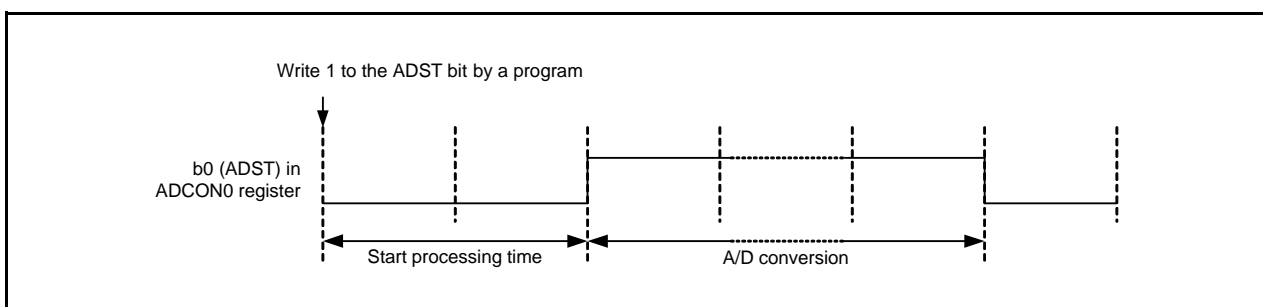 Write 1 to the ADST bit by a program
b0 (ADST) in
ADCON0 register
Start processing time
A/D conversion